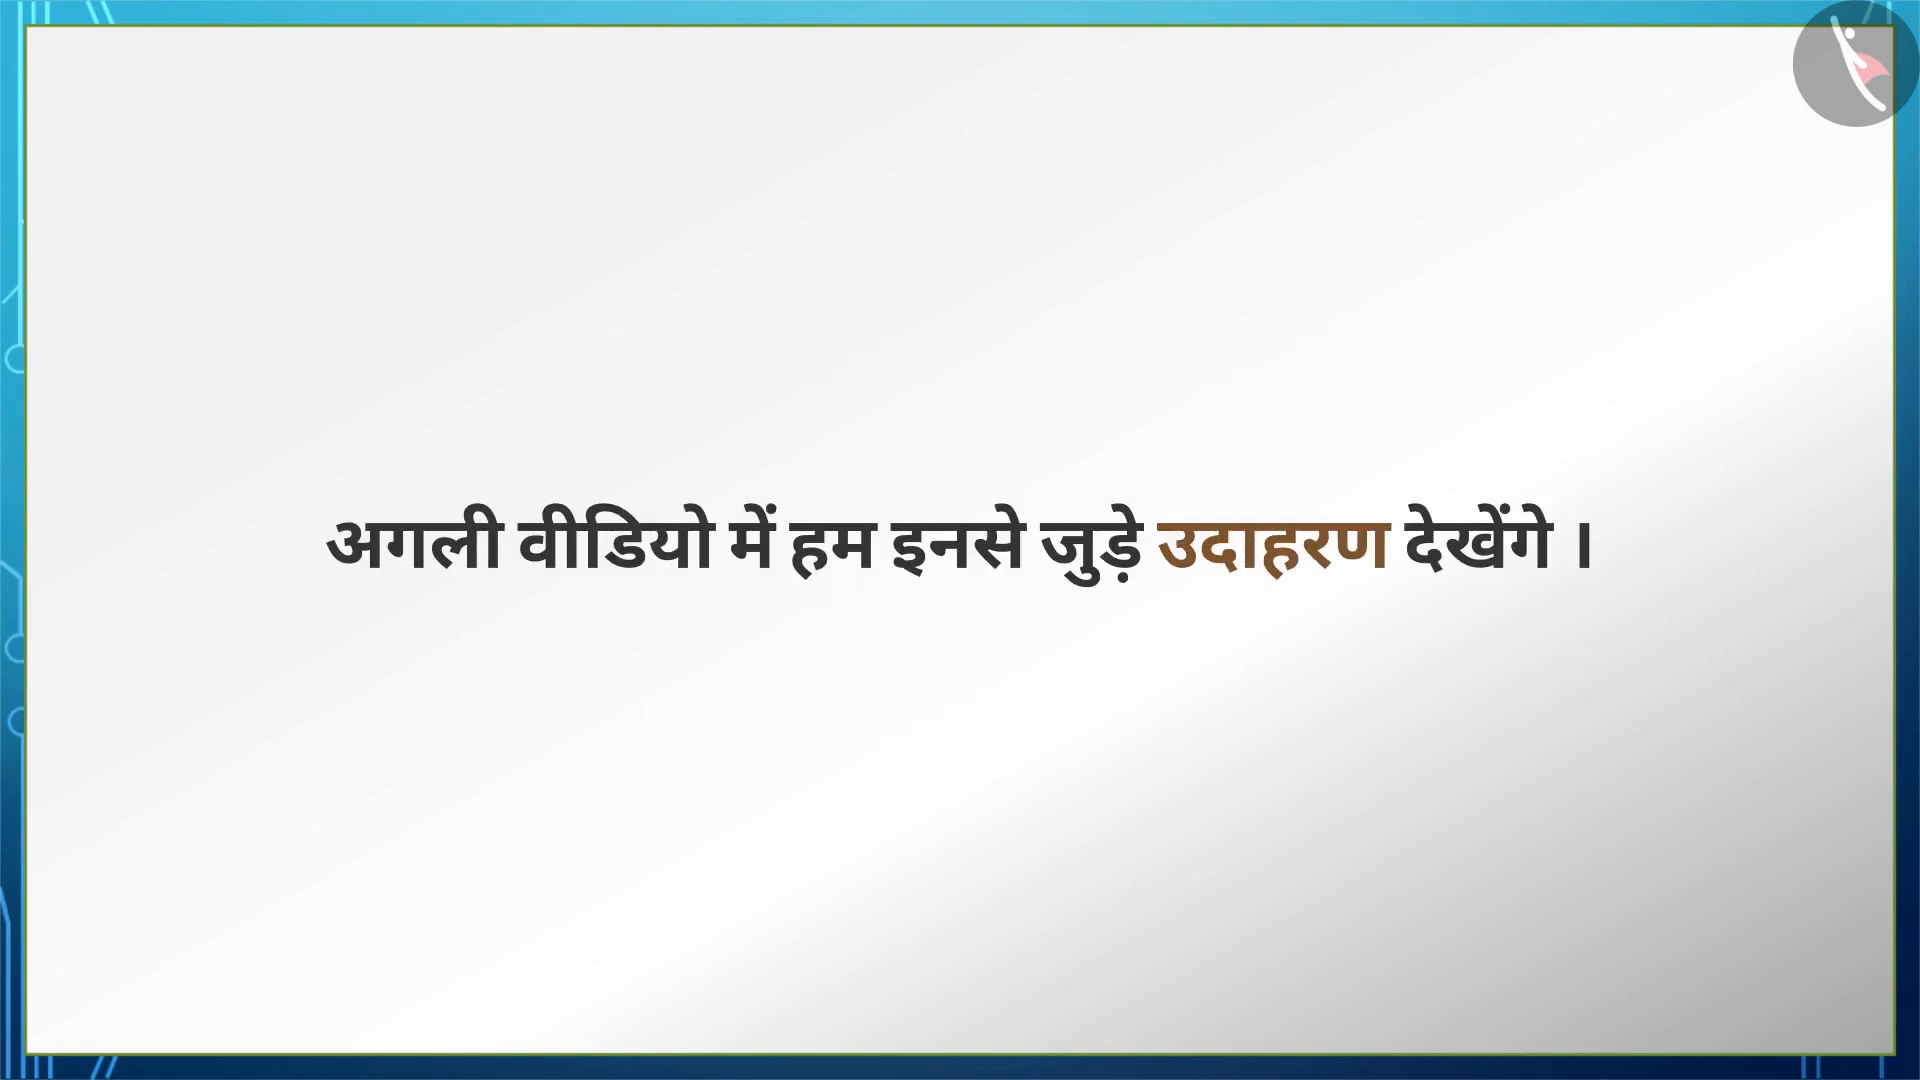 अगली वीडियो में हम इनसे जुड़े उदाहरण देखेंगे ।